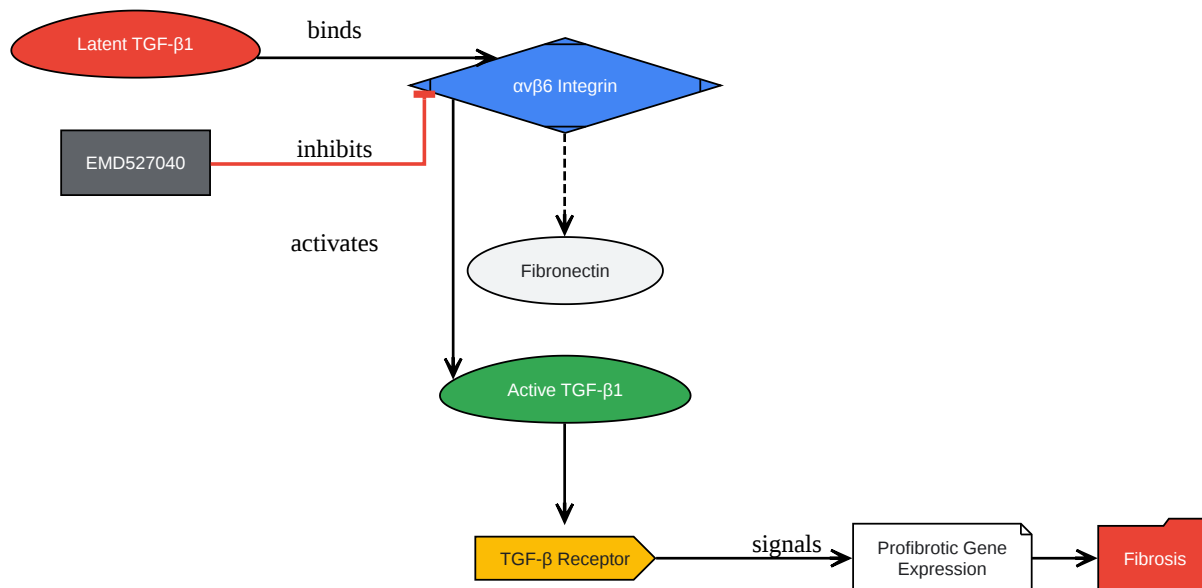 Latent TGF-β1
binds
αvβ6 Integrin
EMD527040
inhibits
activates
Fibronectin
Active TGF-β1
TGF-β Receptor
signals
Profibrotic Gene
Expression
Fibrosis